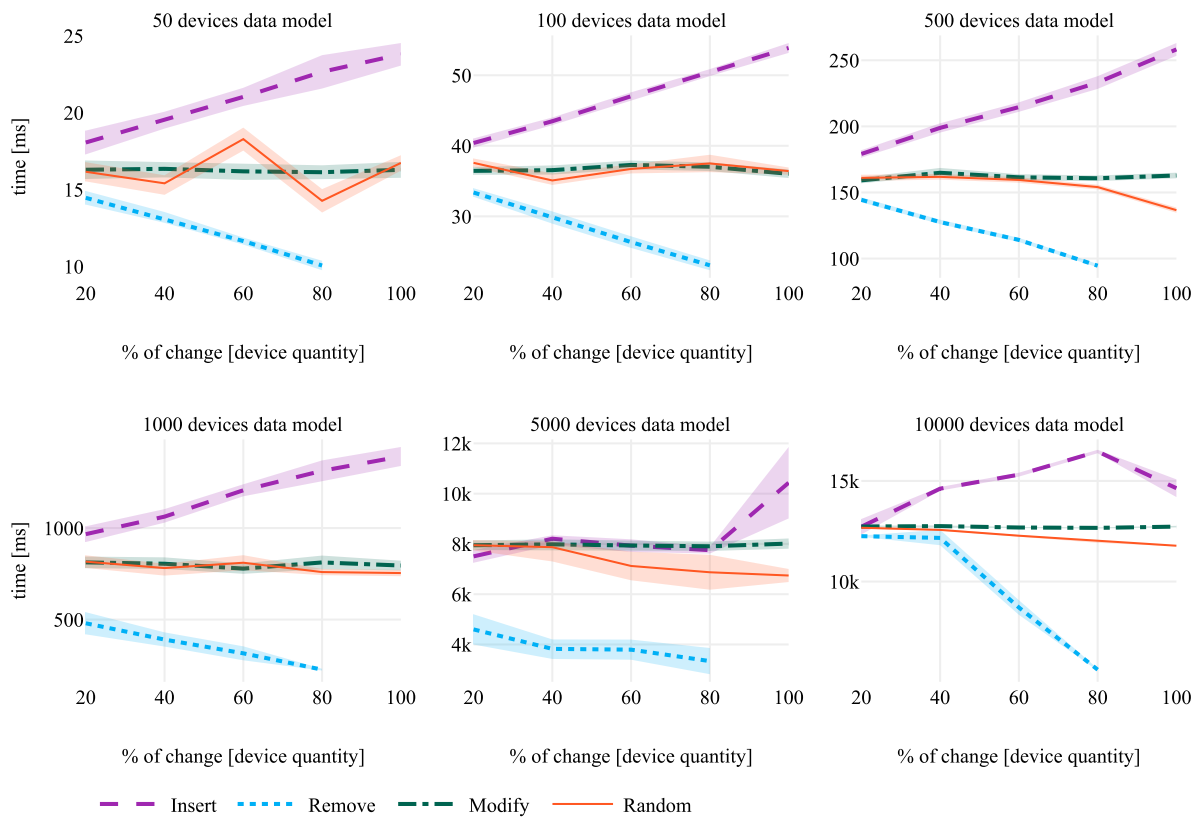 50 devices data model
100 devices data model
500 devices data model
time [ms]
25
20
15
10
20 40 60 80 100
% of change [device quantity]
50
40
30
20 40 60 80 100
% of change [device quantity]
250
200
150
100
20 40 60 80 100
% of change [device quantity]
1000 devices data model
5000 devices data model
10000 devices data model
time [ms]
1000
500
20 40 60 80 100
% of change [device quantity]
12k
10k
8k
6k
4k
20 40 60 80 100
% of change [device quantity]
15k
10k
20 40 60 80 100
% of change [device quantity]
Insert Remove Modify Random